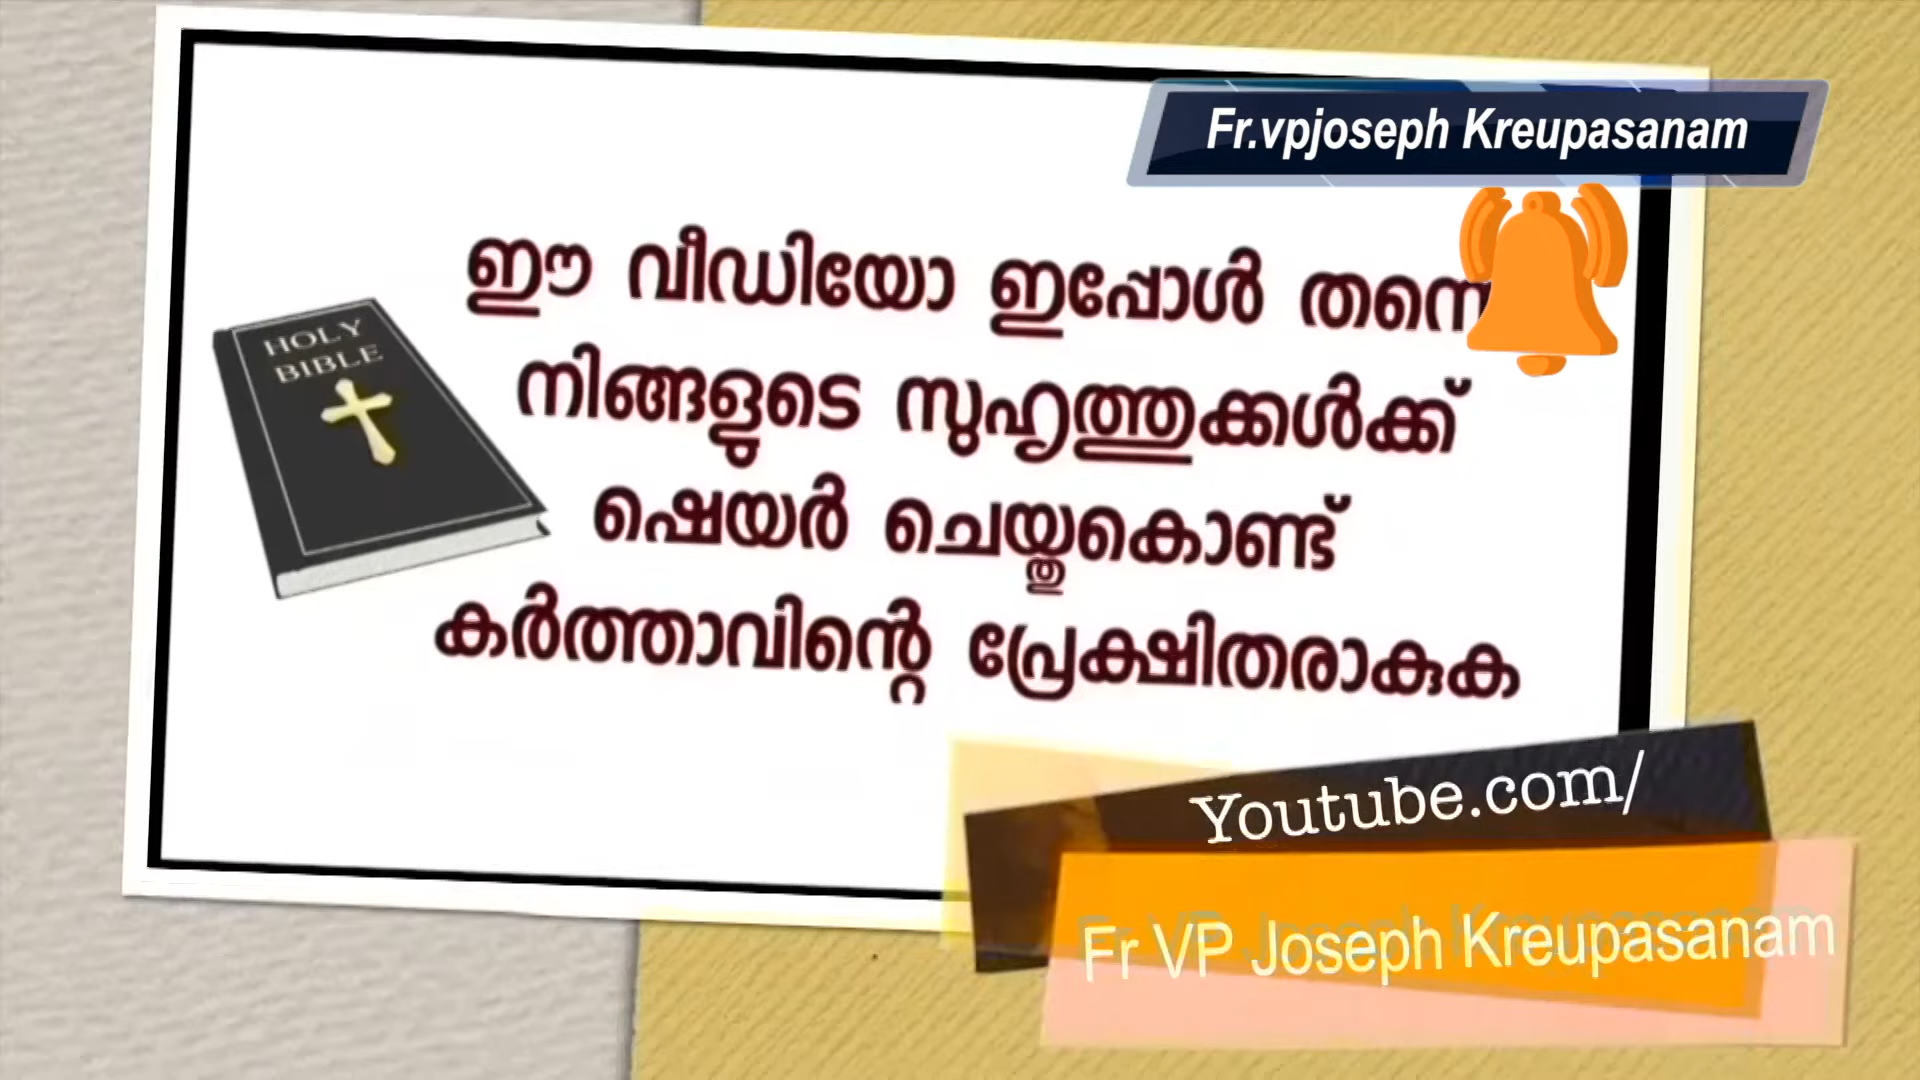 Fr.vpjoseph Kreupasanam
ഈ വീഡിയോ ഇപ്പോൾ തന്നെ
നിങ്ങളുടെ സുഹൃത്തുക്കൾക്ക്
ഷെയർ ചെയ്തുകൊണ്ട്
കർത്താവിന്റെ പ്രേക്ഷിതരാകുക
HOLY
BIBLE
Youtube.com/
Fr VP Joseph Kreupasanam